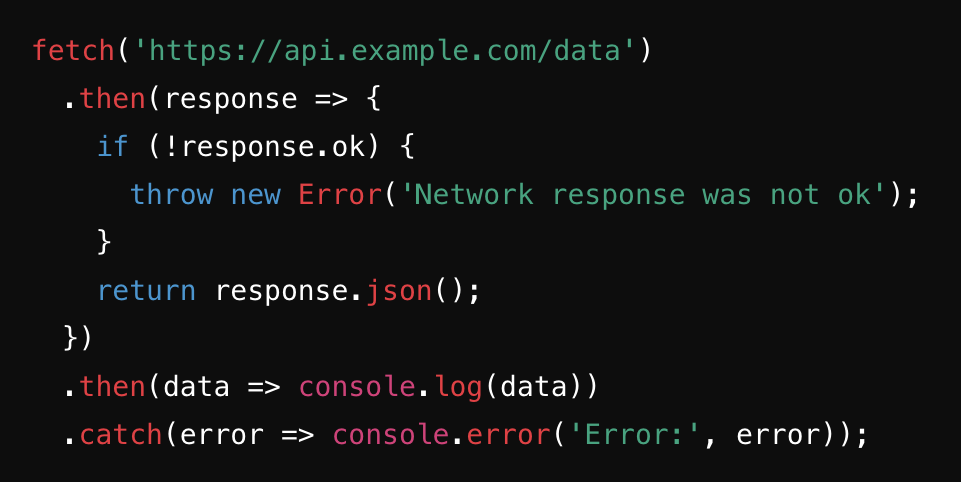 fetch('https://api.example.com/data')
  .then(response => {
    if (!response.ok) {
      throw new Error('Network response was not ok');
    }
    return response.json();
  })
  .then(data => console.log(data))
  .catch(error => console.error('Error:', error));